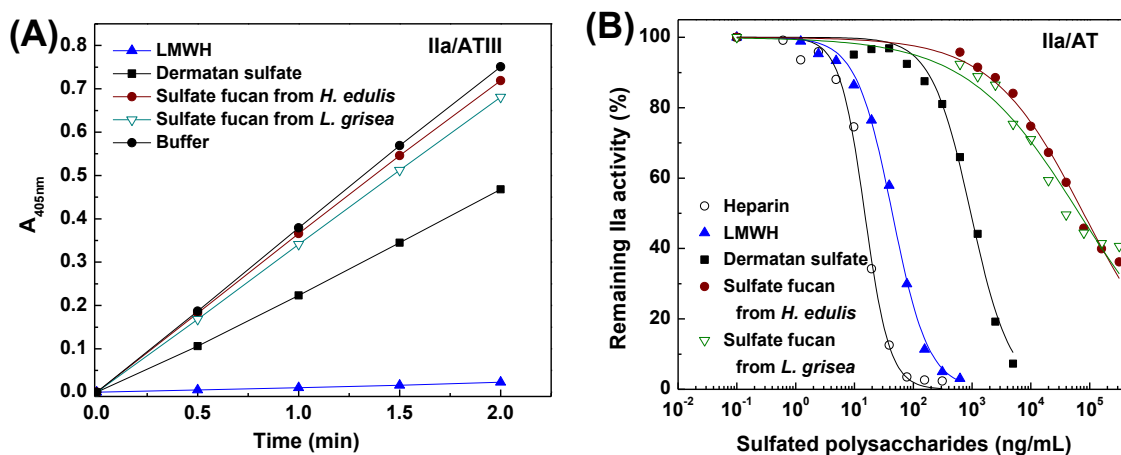 (A)
IIa/ATIII
LMWH
Dermatan sulfate
Sulfate fucan from H. edulis
Sulfate fucan from L. grisea
Buffer
A405nm
0.8
0.7
0.6
0.5
0.4
0.3
0.2
0.1
0.0
0.0 0.5 1.0 1.5 2.0
Time (min)
(B)
IIa/AT
Remaining IIa activity (%)
100
80
60
40
20
0
Heparin
LMWH
Dermatan sulfate
Sulfate fucan
from H. edulis
Sulfate fucan
from L. grisea
10-2 10-1 100 101 102 103 104 105
Sulfated polysaccharides (ng/mL)